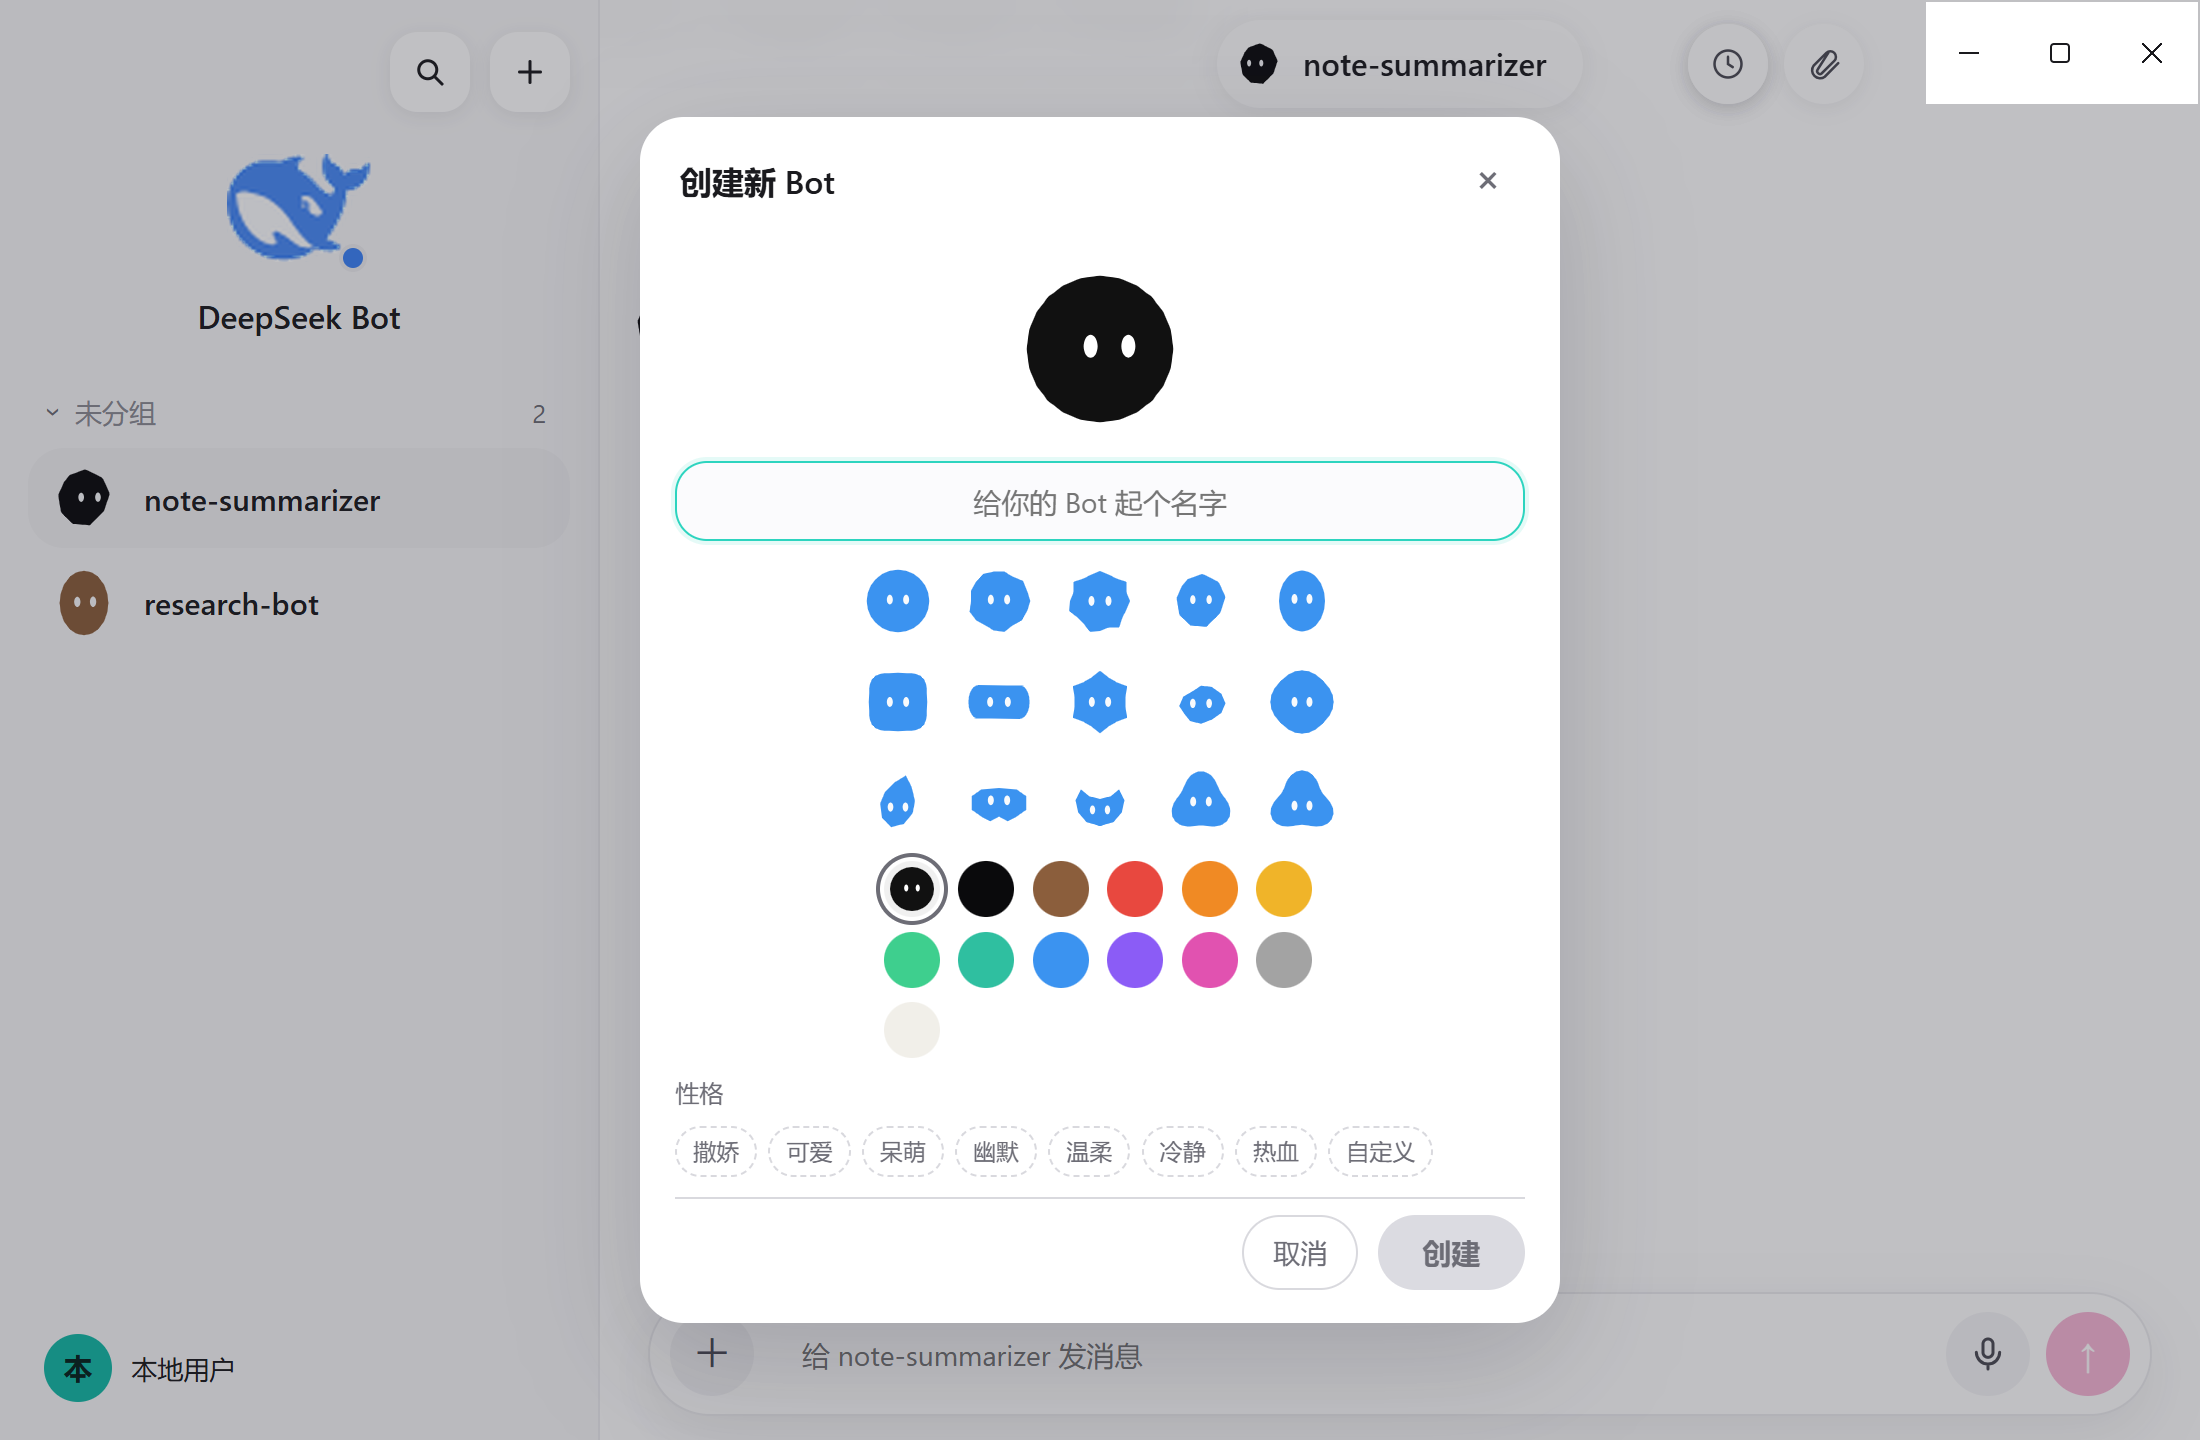 note-summarizer
DeepSeek Bot
未分组
2
note-summarizer
research-bot
本
本地用户
创建新 Bot
给你的 Bot 起个名字
性格
撒娇
可爱
呆萌
幽默
温柔
冷静
热血
自定义
取消
创建
给 note-summarizer 发消息